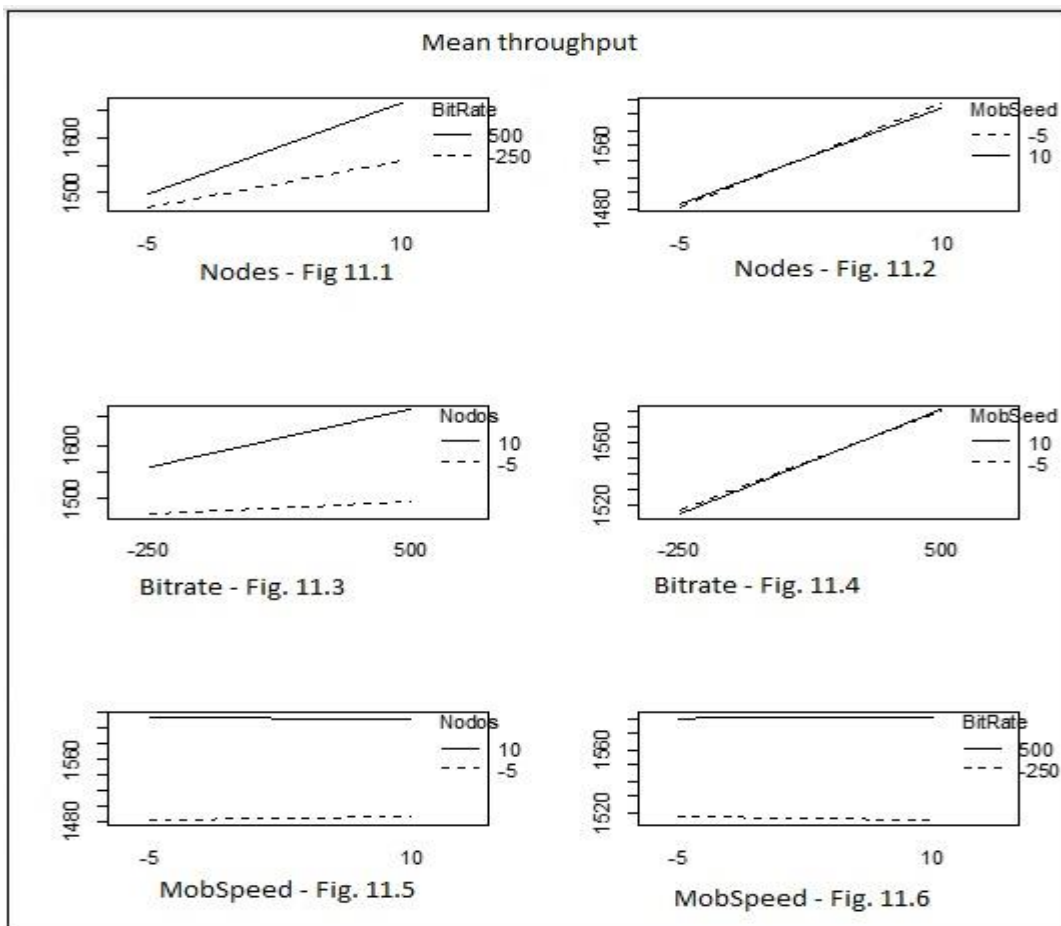 Mean throughput
BitRate
500
-250
1600
1500
-5 10
Nodes - Fig 11.1
MobSeed
-5
10
1560
1480
-5 10
Nodes - Fig. 11.2
Nodos
10
-5
1600
1500
-250 500
Bitrate - Fig. 11.3
MobSeed
10
-5
1560
1520
-250 500
Bitrate - Fig. 11.4
Nodos
10
-5
1560
1480
-5 10
MobSpeed - Fig. 11.5
BitRate
500
-250
1560
1520
-5 10
MobSpeed - Fig. 11.6